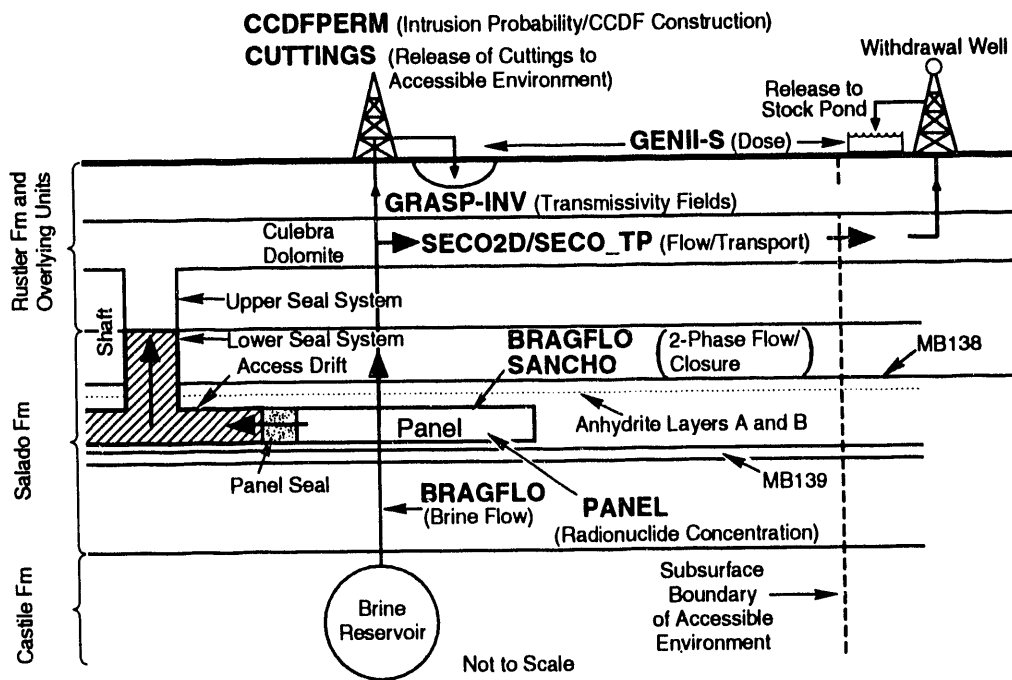 CCDFPERM (Intrusion Probability/CCDF Construction)
CUTTINGS (Release of Cuttings to
Accessible Environment)
Withdrawal Well
Release to
Stock Pond
GENII-S (Dose)
Rustler Fm and
Overlying Units
GRASP-INV (Transmissivity Fields)
Culebra
Dolomite
SECO2D/SECO_TP (Flow/Transport)
Shaft
Upper Seal System
Lower Seal System
Access Drift
BRAGFLO
SANCHO
(2-Phase Flow/
Closure)
MB138
Salado Fm
Panel
Anhydrite Layers A and B
Panel Seal
MB139
BRAGFLO
(Brine Flow)
PANEL
(Radionuclide Concentration)
Castile Fm
Brine
Reservoir
Subsurface
Boundary
of Accessible
Environment
Not to Scale